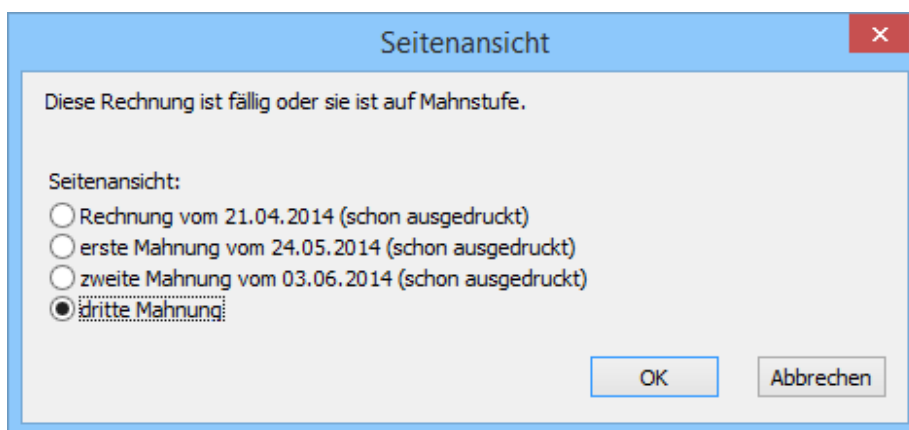 Seitenansicht
Diese Rechnung ist fällig oder sie ist auf Mahnstufe.
Seitenansicht:
Rechnung vom 21.04.2014 (schon ausgedruckt)
erste Mahnung vom 24.05.2014 (schon ausgedruckt)
zweite Mahnung vom 03.06.2014 (schon ausgedruckt)
dritte Mahnung
OK Abbrechen